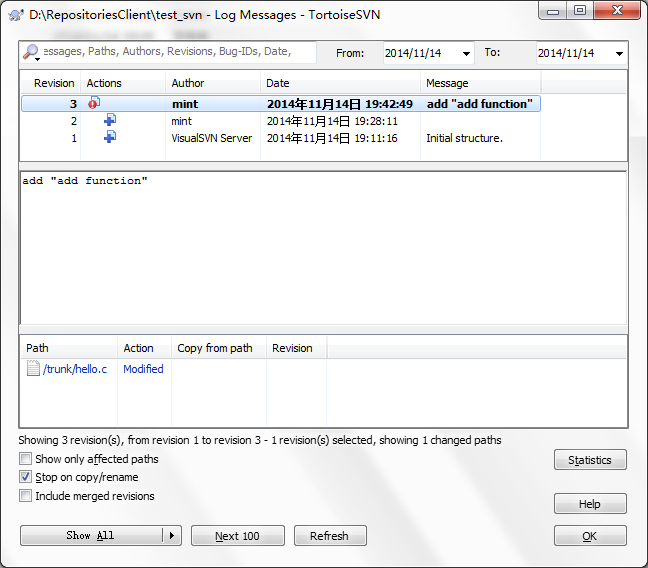 D:\RepositoriesClient\test_svn - Log Messages - TortoiseSVN
essages, Paths, Authors, Revisions, Bug-IDs, Date, From: 2014/11/14 To: 2014/11/14
Revision Actions Author Date Message
3 mint 2014年11月14日 19:42:49 add "add function"
2 mint 2014年11月14日 19:28:11
1 VisualSVN Server 2014年11月14日 19:11:16 Initial structure.
add "add function"
Path Action Copy from path Revision
/trunk/hello.c Modified
Showing 3 revision(s), from revision 1 to revision 3 - 1 revision(s) selected, showing 1 changed paths
Show only affected paths
Statistics
Stop on copy/rename
Include merged revisions
Help
Show All Next 100 Refresh OK